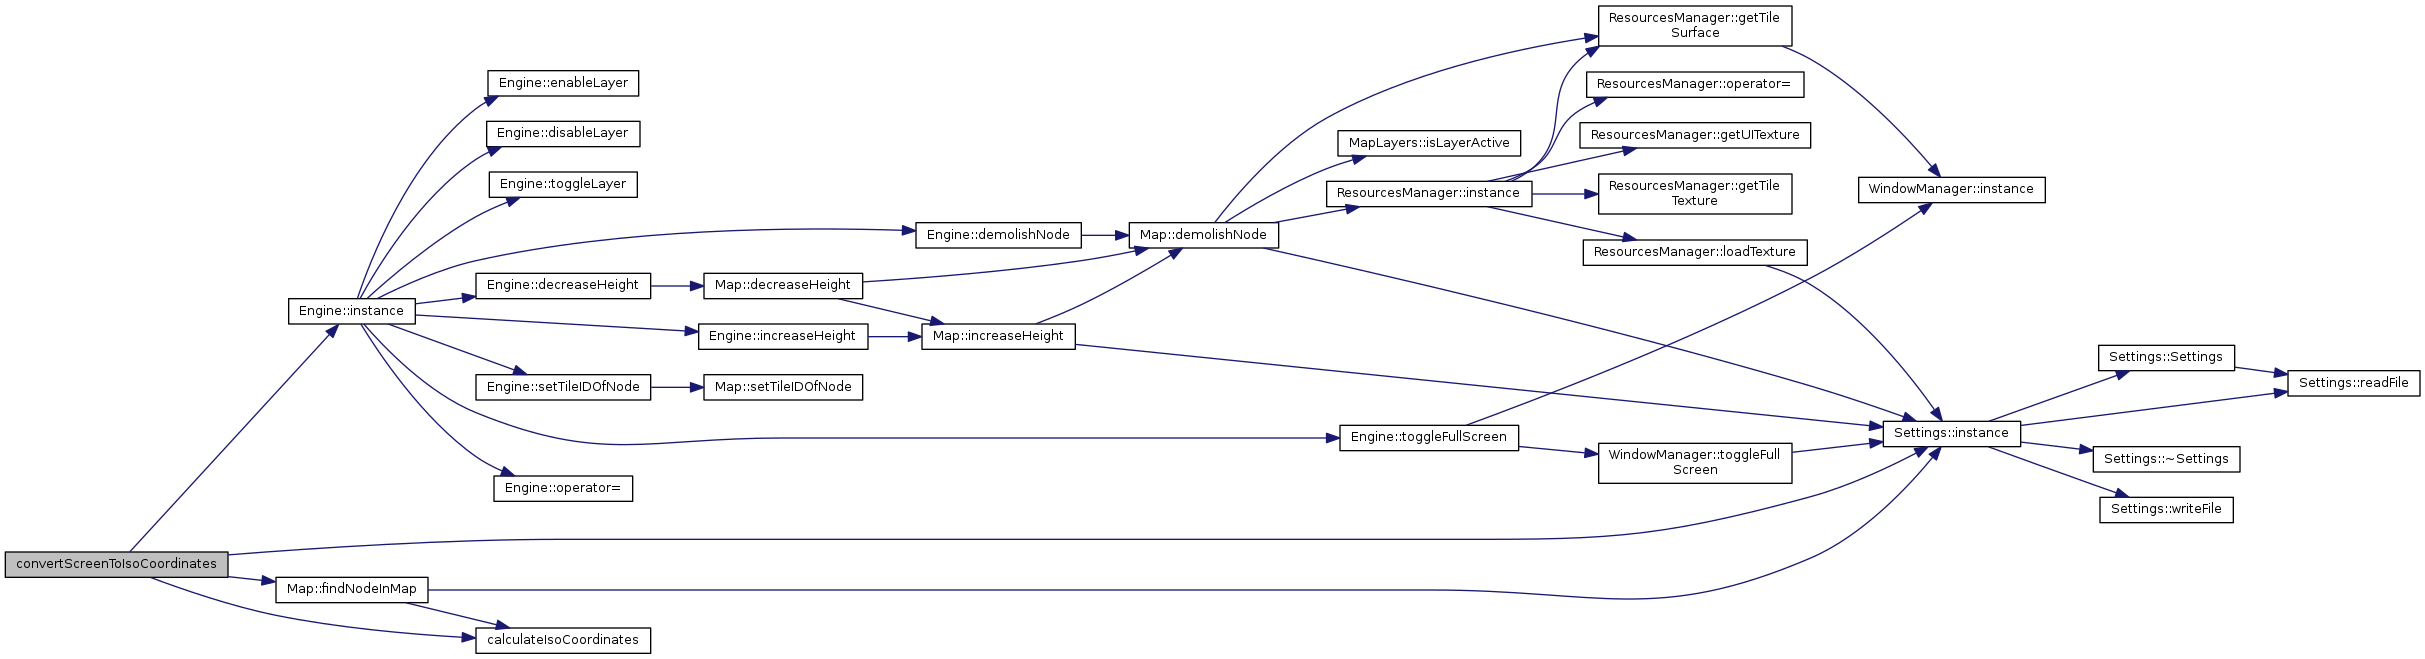 convertScreenToIsoCoordinates
Engine::instance
Map::findNodeInMap
calculateIsoCoordinates
Engine::enableLayer
Engine::disableLayer
Engine::toggleLayer
Engine::decreaseHeight
Engine::setTileIDOfNode
Engine::operator=
Map::decreaseHeight
Engine::increaseHeight
Map::setTileIDOfNode
Engine::demolishNode
Map::increaseHeight
Map::demolishNode
MapLayers::isLayerActive
ResourcesManager::instance
Engine::toggleFullScreen
ResourcesManager::getTile
Surface
ResourcesManager::operator=
ResourcesManager::getUITexture
ResourcesManager::getTile
Texture
ResourcesManager::loadTexture
WindowManager::toggleFull
Screen
WindowManager::instance
Settings::instance
Settings::Settings
Settings::~Settings
Settings::writeFile
Settings::readFile